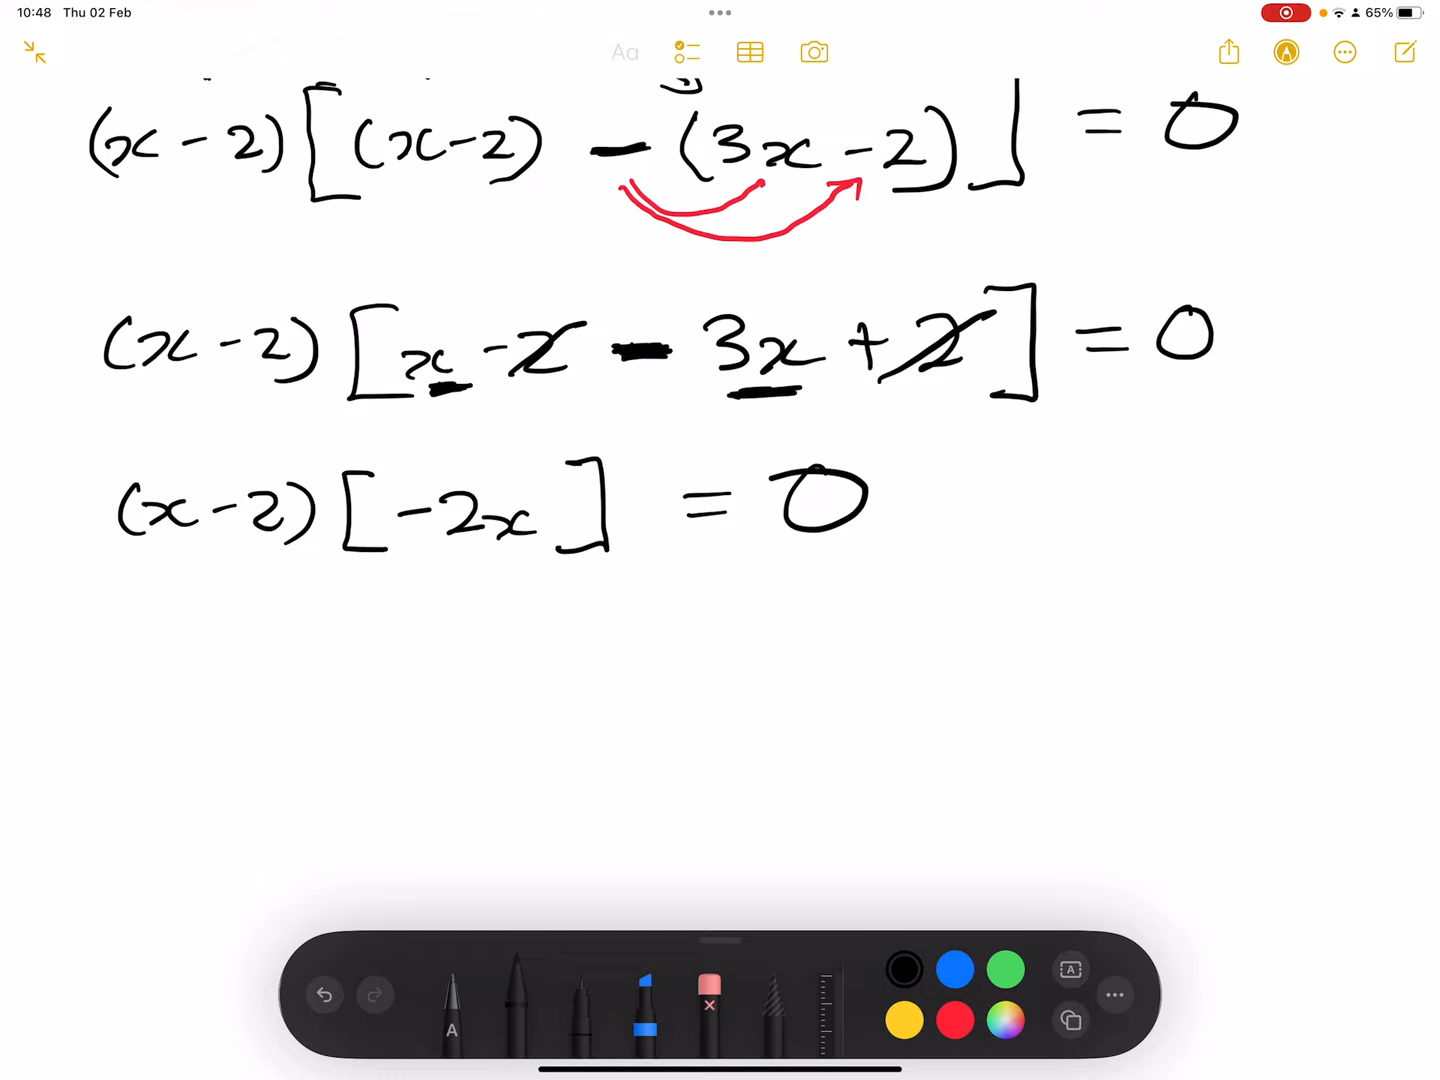 10:48 Thu 02 Feb 65%
Aa
(x - 2)[(x-2) - (3x - 2)] = 0
(x - 2)[x - 2 - 3x + 2] = 0
(x - 2)[-2x] = 0
A
A